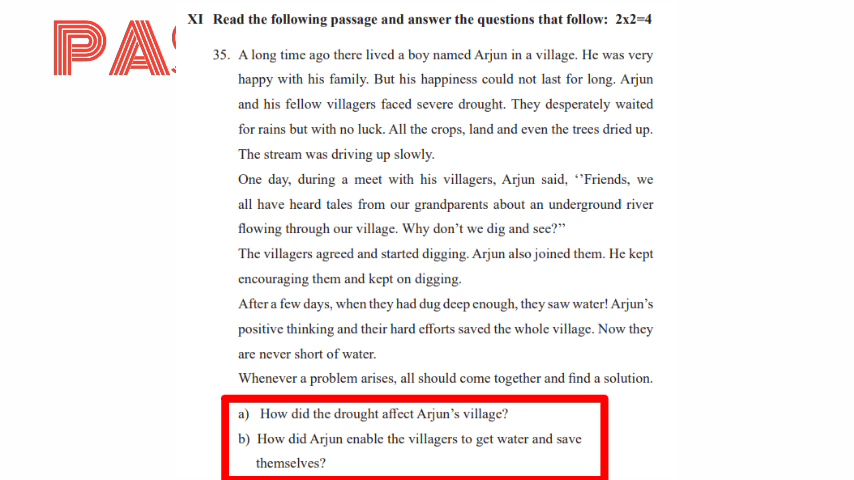 PAS
XI Read the following passage and answer the questions that follow: 2x2=4
35. A long time ago there lived a boy named Arjun in a village. He was very
happy with his family. But his happiness could not last for long. Arjun
and his fellow villagers faced severe drought. They desperately waited
for rains but with no luck. All the crops, land and even the trees dried up.
The stream was driving up slowly.
One day, during a meet with his villagers, Arjun said, ‘’Friends, we
all have heard tales from our grandparents about an underground river
flowing through our village. Why don’t we dig and see?’’
The villagers agreed and started digging. Arjun also joined them. He kept
encouraging them and kept on digging.
After a few days, when they had dug deep enough, they saw water! Arjun’s
positive thinking and their hard efforts saved the whole village. Now they
are never short of water.
Whenever a problem arises, all should come together and find a solution.
a) How did the drought affect Arjun’s village?
b) How did Arjun enable the villagers to get water and save
themselves?